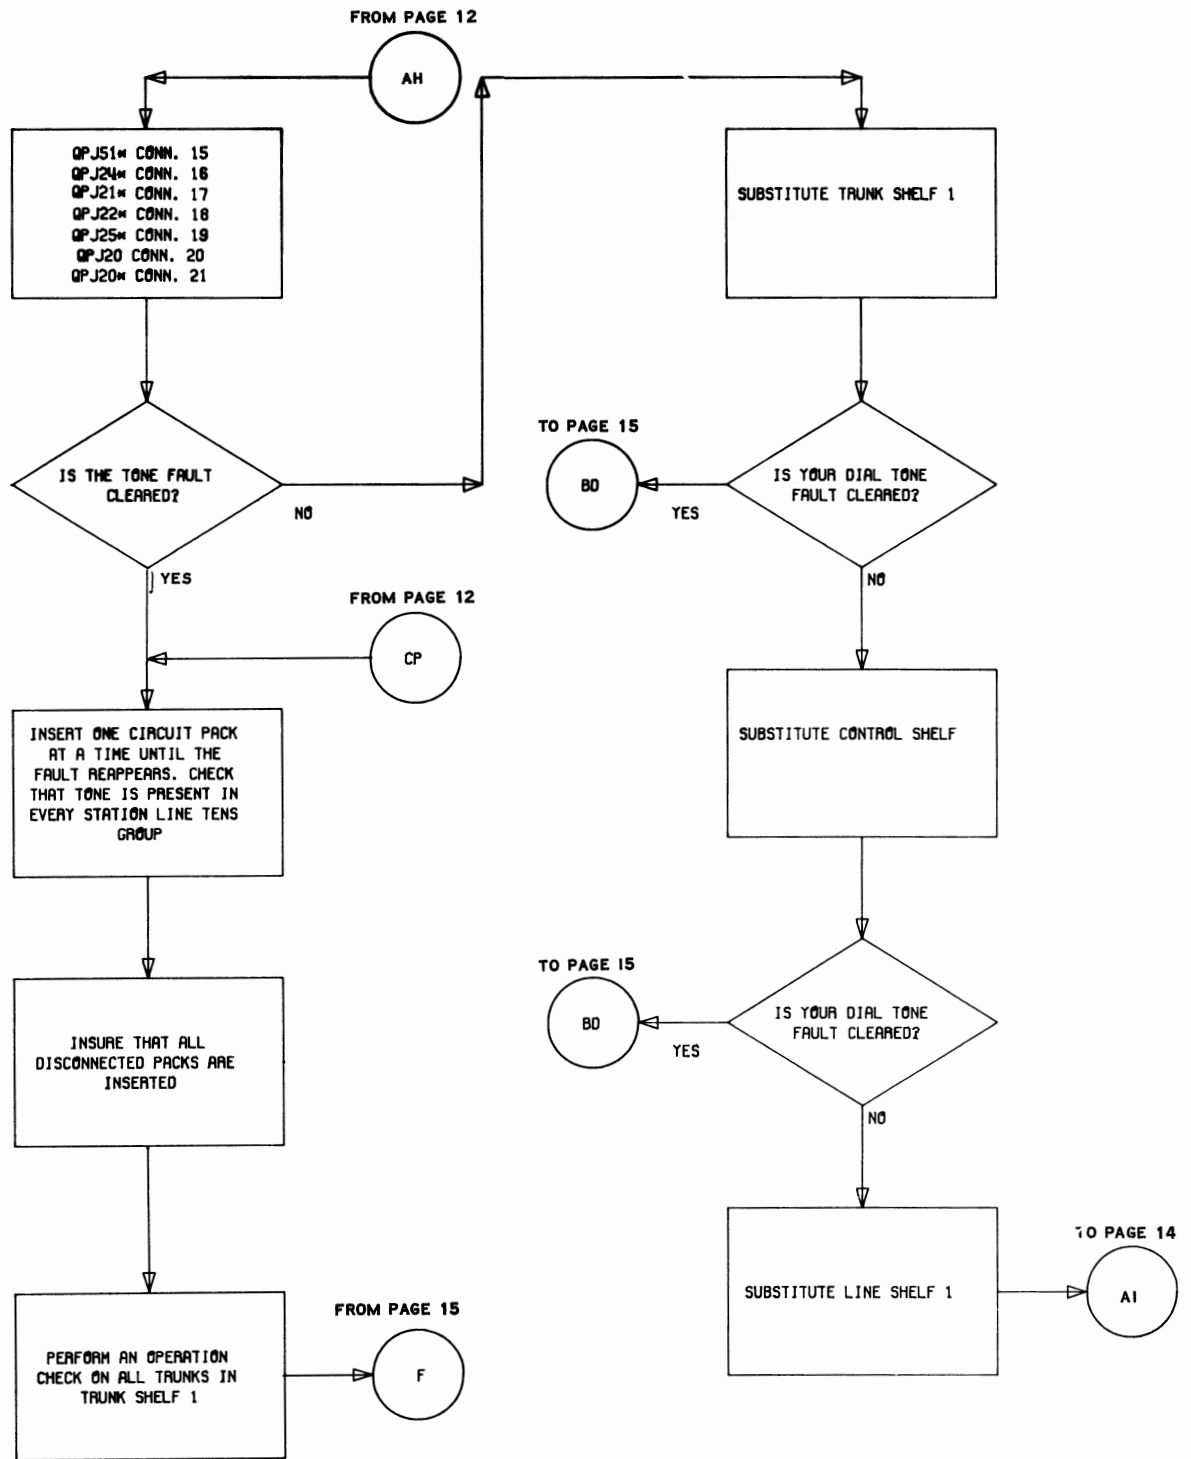 FROM PAGE 12
AH
QPJ51* CONN. 15
QPJ24* CONN. 16
QPJ21* CONN. 17
QPJ22* CONN. 18
QPJ25* CONN. 19
QPJ20 CONN. 20
QPJ20* CONN. 21
IS THE TONE FAULT
CLEARED?
NO
YES
FROM PAGE 12
CP
INSERT ONE CIRCUIT PACK
AT A TIME UNTIL THE
FAULT REAPPEARS. CHECK
THAT TONE IS PRESENT IN
EVERY STATION LINE TENS
GROUP
INSURE THAT ALL
DISCONNECTED PACKS ARE
INSERTED
PERFORM AN OPERATION
CHECK ON ALL TRUNKS IN
TRUNK SHELF 1
FROM PAGE 15
F
SUBSTITUTE TRUNK SHELF 1
TO PAGE 15
BD
YES
IS YOUR DIAL TONE
FAULT CLEARED?
NO
SUBSTITUTE CONTROL SHELF
TO PAGE 15
BD
YES
IS YOUR DIAL TONE
FAULT CLEARED?
NO
SUBSTITUTE LINE SHELF 1
TO PAGE 14
AI